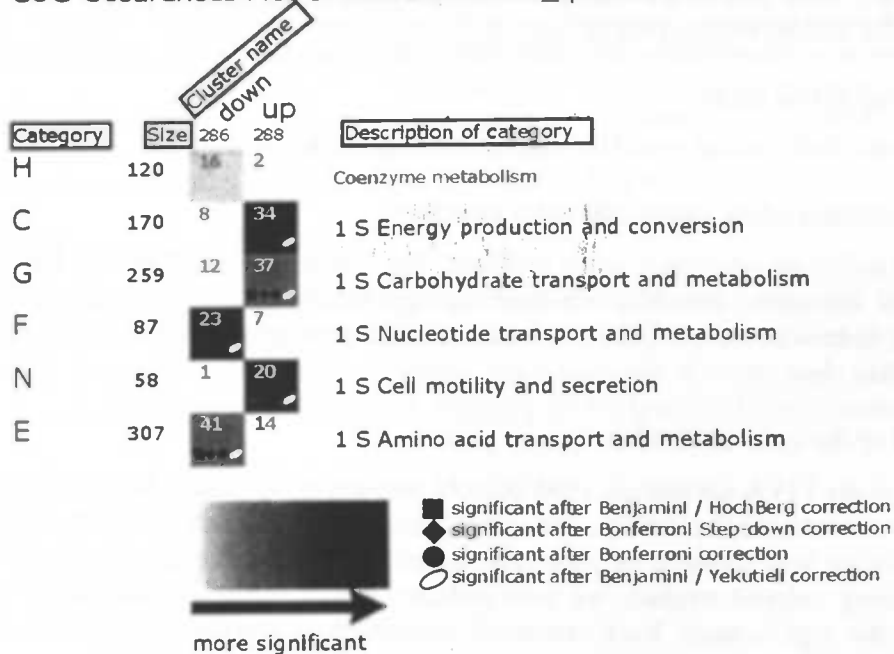 Cluster name
down up
Category Size 286 288 Description of category
H 120 16 2 Coenzyme metabolism
C 170 8 34 1 S Energy production and conversion
G 259 12 37 1 S Carbohydrate transport and metabolism
F 87 23 7 1 S Nucleotide transport and metabolism
N 58 1 20 1 S Cell motility and secretion
E 307 41 14 1 S Amino acid transport and metabolism
significant after Benjamini / HochBerg correction
significant after Bonferroni Step-down correction
significant after Bonferroni correction
significant after Benjamini / Yekutiell correction
more significant